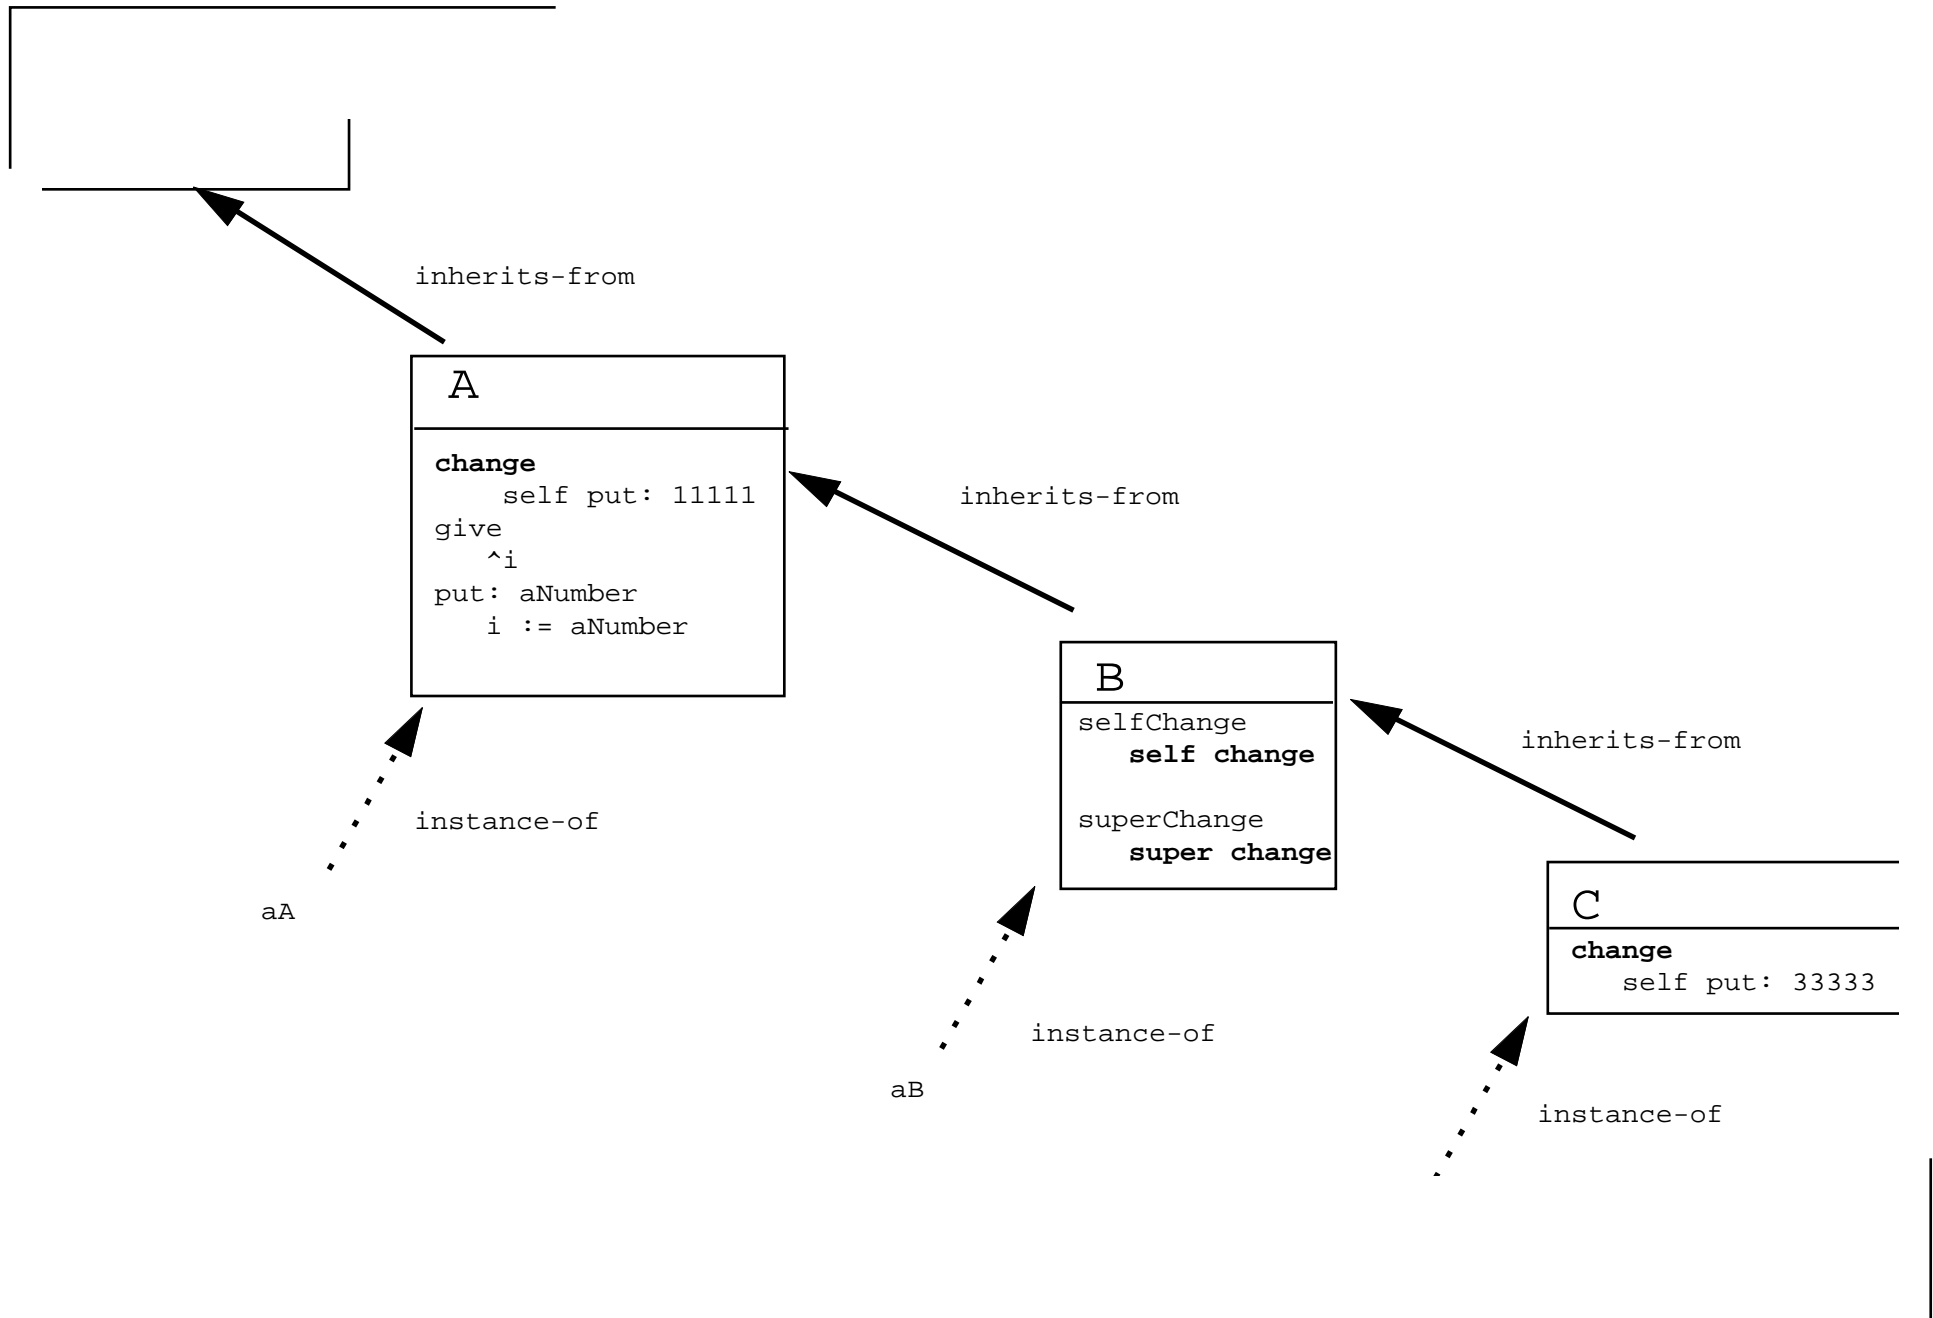 inherits-from
A
change
self put: 11111
give
^i
put: aNumber
i := aNumber
inherits-from
B
selfChange
self change
superChange
super change
inherits-from
instance-of
aA
C
change
self put: 33333
instance-of
aB
instance-of